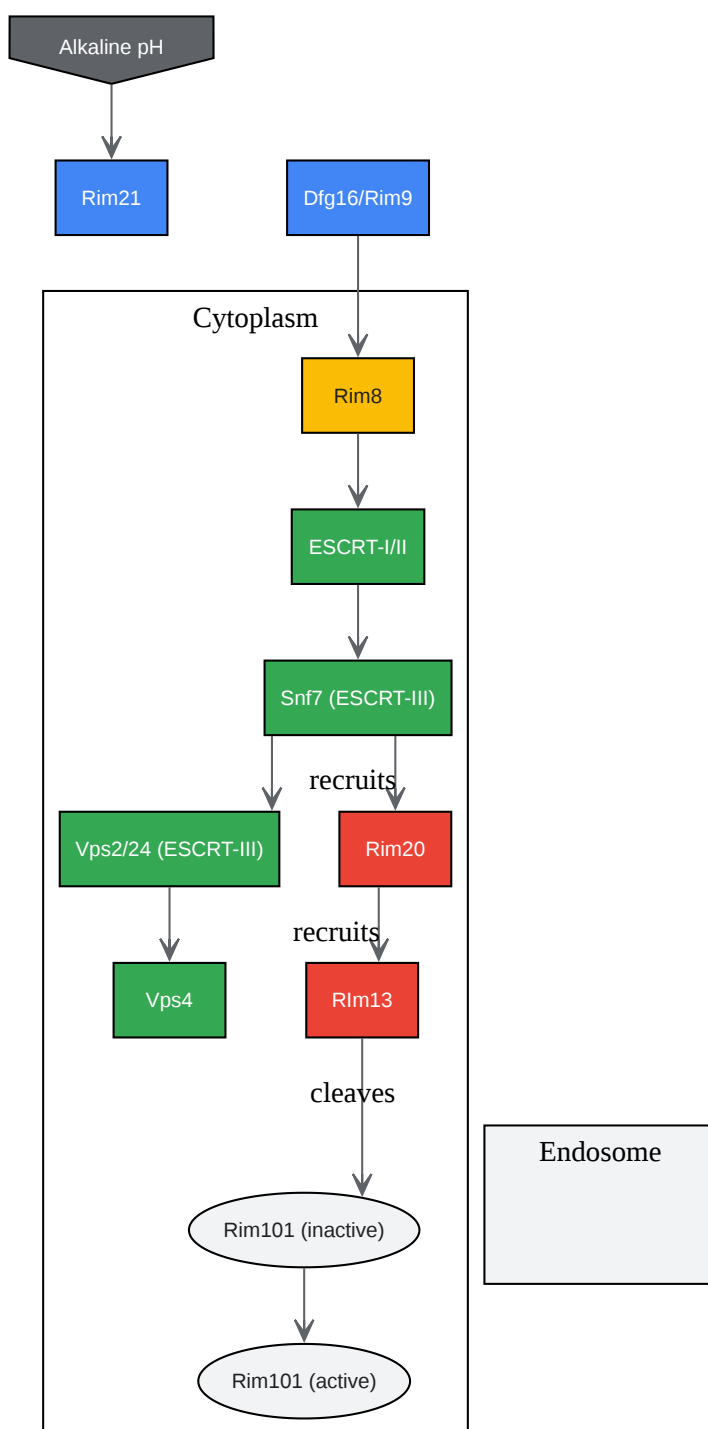 Alkaline pH
Rim21
Dfg16/Rim9
Cytoplasm
Rim8
ESCRT-I/II
Snf7 (ESCRT-III)
recruits
Vps2/24 (ESCRT-III)
Rim20
recruits
Vps4
RIm13
cleaves
Endosome
Rim101 (inactive)
Rim101 (active)